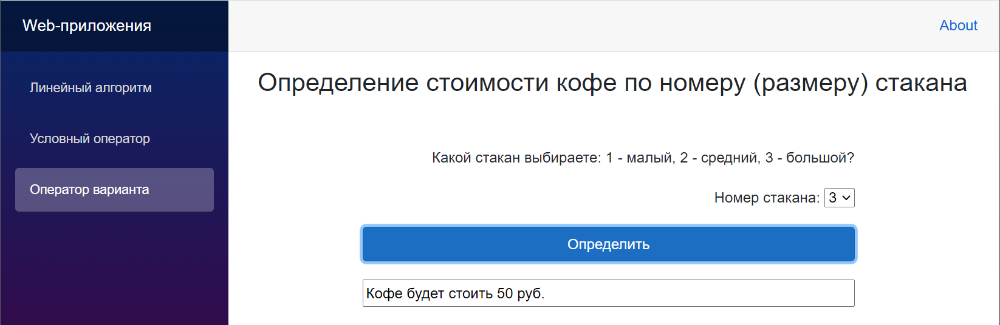 Web-приложения
About
Линейный алгоритм
Условный оператор
Оператор варианта
Определение стоимости кофе по номеру (размеру) стакана
Какой стакан выбираете: 1 - малый, 2 - средний, 3 - большой?
Номер стакана: 3
Определить
Кофе будет стоить 50 руб.